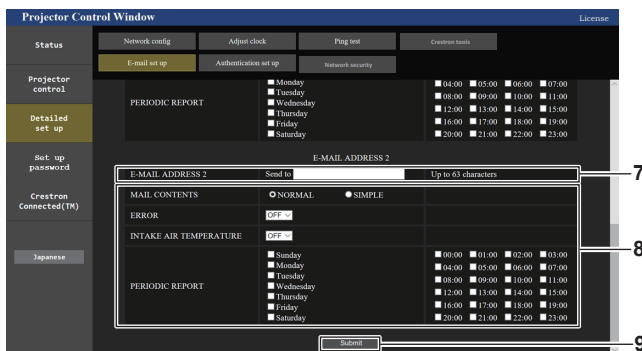 Projector Control Window License
Status
Network config Adjust clock Ping test Crestron tools
E-mail set up Authentication set up Network security
Projector control
Detailed set up
Set up password
Crestron Connected(TM)
Japanese
PERIODIC REPORT
Monday
Tuesday
Wednesday
Thursday
Friday
Saturday
04:00 05:00 06:00 07:00
08:00 09:00 10:00 11:00
12:00 13:00 14:00 15:00
16:00 17:00 18:00 19:00
20:00 21:00 22:00 23:00
E-MAIL ADDRESS 2
E-MAIL ADDRESS 2 Send to Up to 63 characters
7
MAIL CONTENTS NORMAL SIMPLE
ERROR OFF
INTAKE AIR TEMPERATURE OFF
8
PERIODIC REPORT
Sunday
Monday
Tuesday
Wednesday
Thursday
Friday
Saturday
00:00 01:00 02:00 03:00
04:00 05:00 06:00 07:00
08:00 09:00 10:00 11:00
12:00 13:00 14:00 15:00
16:00 17:00 18:00 19:00
20:00 21:00 22:00 23:00
Submit
9